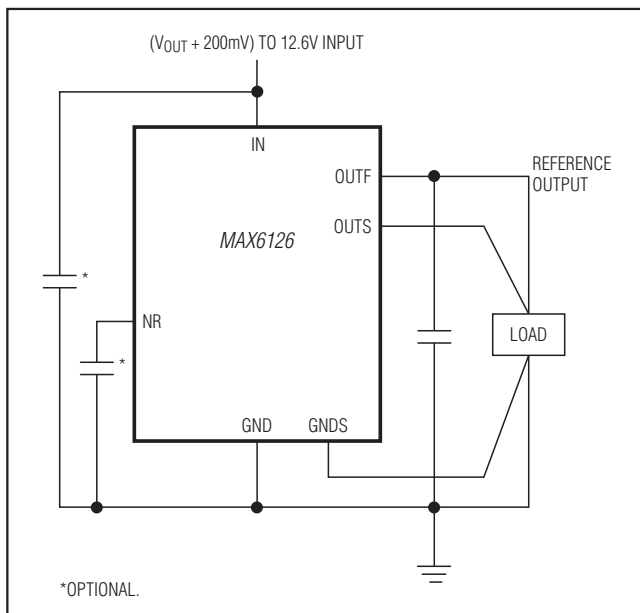 (VOUT + 200mV) TO 12.6V INPUT
IN
OUTF
REFERENCE
OUTPUT
OUTS
MAX6126
*
NR
LOAD
*
GND
GNDS
*OPTIONAL.